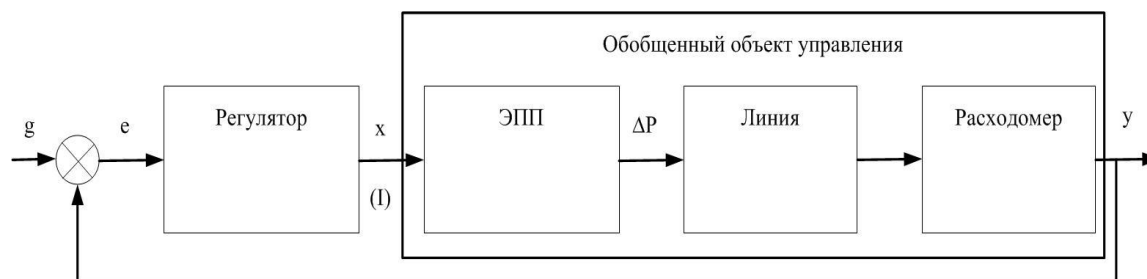 Обобщенный объект управления
g
e
Регулятор
x
(I)
ЭПП
ΔP
Линия
Расходомер
y